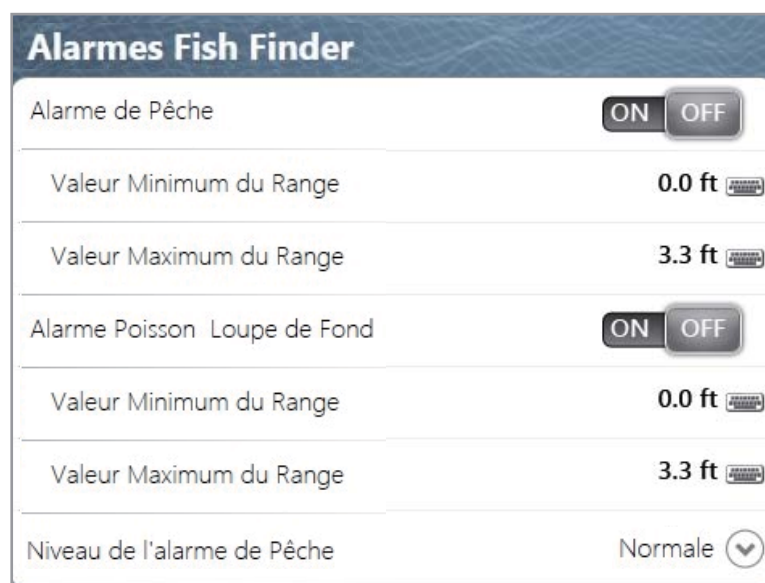 Alarmes Fish Finder
Alarme de Pêche ON OFF
Valeur Minimum du Range 0.0 ft
Valeur Maximum du Range 3.3 ft
Alarme Poisson Loupe de Fond ON OFF
Valeur Minimum du Range 0.0 ft
Valeur Maximum du Range 3.3 ft
Niveau de l'alarme de Pêche Normale